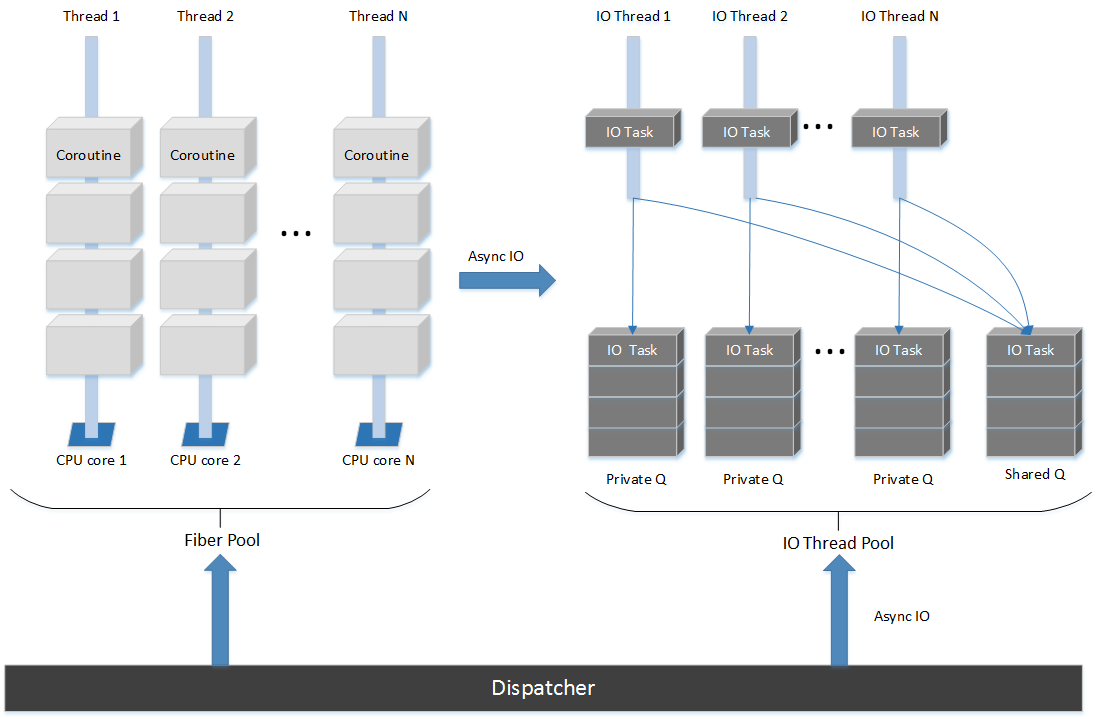 Thread 1
Thread 2
Thread N
IO Thread 1
IO Thread 2
IO Thread N
IO Task
IO Task
IO Task
Coroutine
Coroutine
Coroutine
Async IO
IO Task
IO Task
IO Task
IO Task
CPU core 1
CPU core 2
CPU core N
Private Q
Private Q
Private Q
Shared Q
Fiber Pool
IO Thread Pool
Async IO
Dispatcher